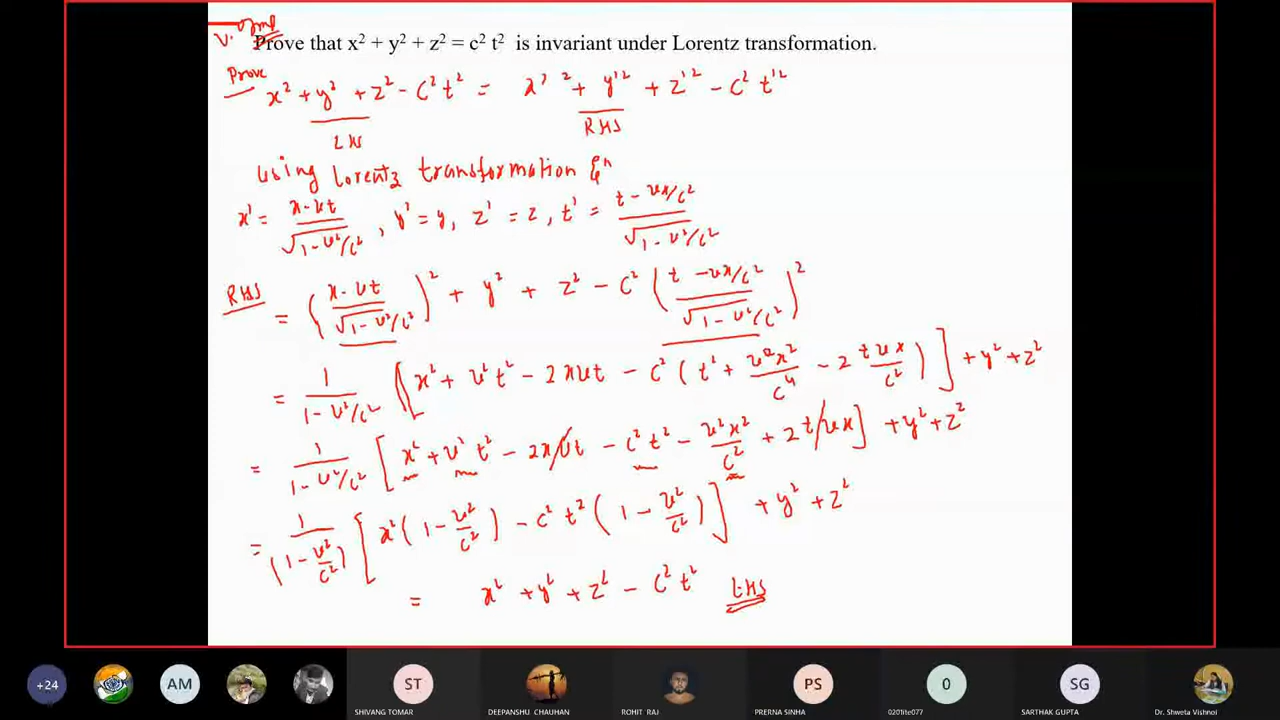 V. Imp
Prove that x² + y² + z² = c² t² is invariant under Lorentz transformation.
Prove
x² + y² + z² - c² t² = x'² + y'² + z'² - c² t'²
LHS RHS
Using Lorentz transformation Eqn
x' = x-vt/√1-v²/c² , y' = y, z' = z, t' = t-vx/c²/√1-v²/c²
RHS = (x-vt/√1-v²/c²)² + y² + z² - c² (t-vx/c²/√1-v²/c²)²
= 1/1-v²/c² [x² + v²t² - 2xvt - c² (t² + v²x²/c⁴ - 2 tvx/c²)] + y² + z²
= 1/1-v²/c² [x² + v²t² - 2xvt - c²t² - v²x²/c² + 2tvx] + y² + z²
= 1/(1-v²/c²) [x²(1-v²/c²) - c²t²(1-v²/c²)] + y² + z²
= x² + y² + z² - c² t² LHS
+24
AM
ST
PS
0
SG
SHIVANG TOMAR
DEEPANSHU CHAUHAN
ROHIT RAJ
PRERNA SINHA
0201ite077
SARTHAK GUPTA
Dr. Shweta Vishnoi